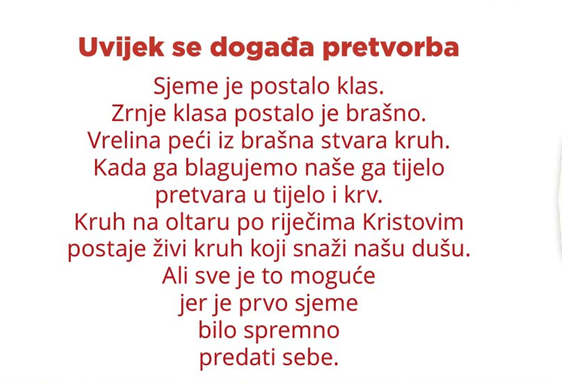 Uvijek se događa pretvorba
Sjeme je postalo klas.
Zrnje klasa postalo je brašno.
Vrelina peći iz brašna stvara kruh.
Kada ga blagujemo naše ga tijelo
pretvara u tijelo i krv.
Kruh na oltaru po riječima Kristovim
postaje živi kruh koji snaži našu dušu.
Ali sve je to moguće
jer je prvo sjeme
bilo spremno
predati sebe.